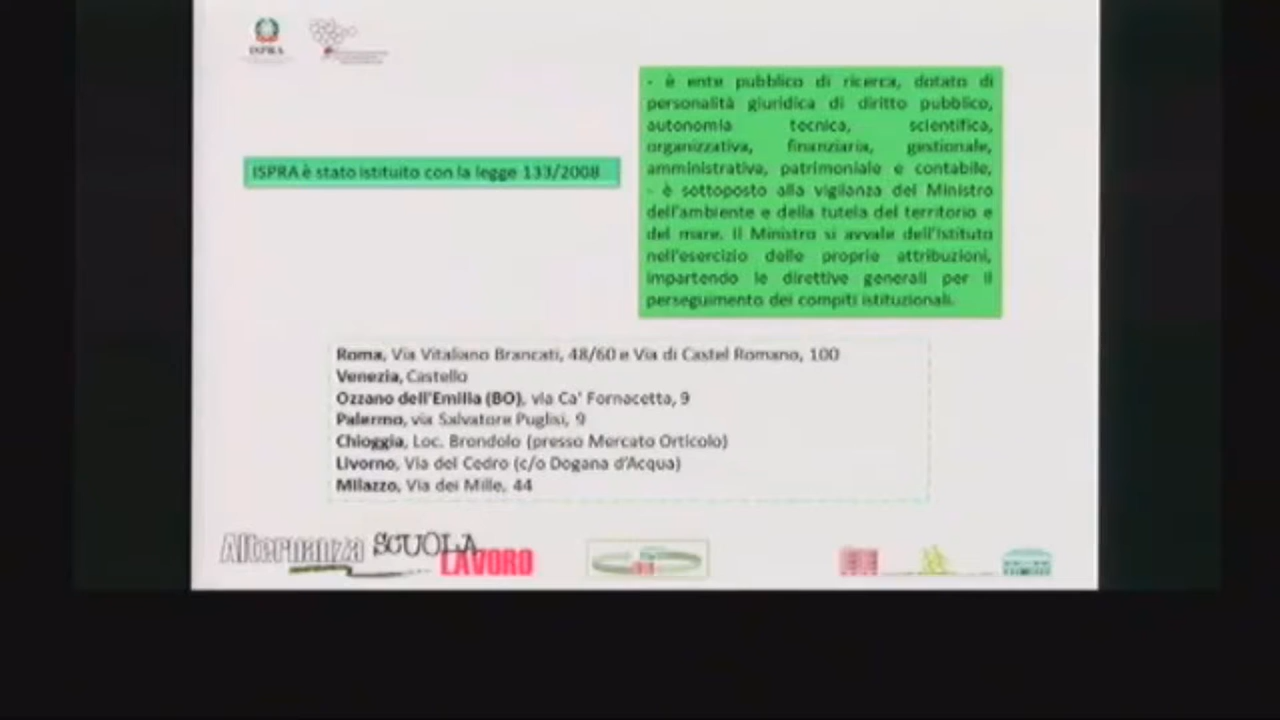 ISPRA
ISPRA è stato istituito con la legge 133/2008
- è ente pubblico di ricerca, dotato di
personalità giuridica di diritto pubblico,
autonomia tecnica, scientifica,
organizzativa, finanziaria, gestionale,
amministrativa, patrimoniale e contabile,
- è sottoposto alla vigilanza del Ministro
dell'ambiente e della tutela del territorio e
del mare. Il Ministro si avvale dell'Istituto
nell'esercizio delle proprie attribuzioni,
impartendo le direttive generali per il
perseguimento dei compiti istituzionali.
Roma, Via Vitaliano Brancati, 48/60 e Via di Castel Romano, 100
Venezia, Castello
Ozzano dell'Emilia (BO), via Ca' Fornacetta, 9
Palermo, via Salvatore Puglisi, 9
Chioggia, Loc. Brondolo (presso Mercato Orticolo)
Livorno, Via del Cedro (c/o Dogana d'Acqua)
Milazzo, Via dei Mille, 44
Alternanza SCUOLA
LAVORO